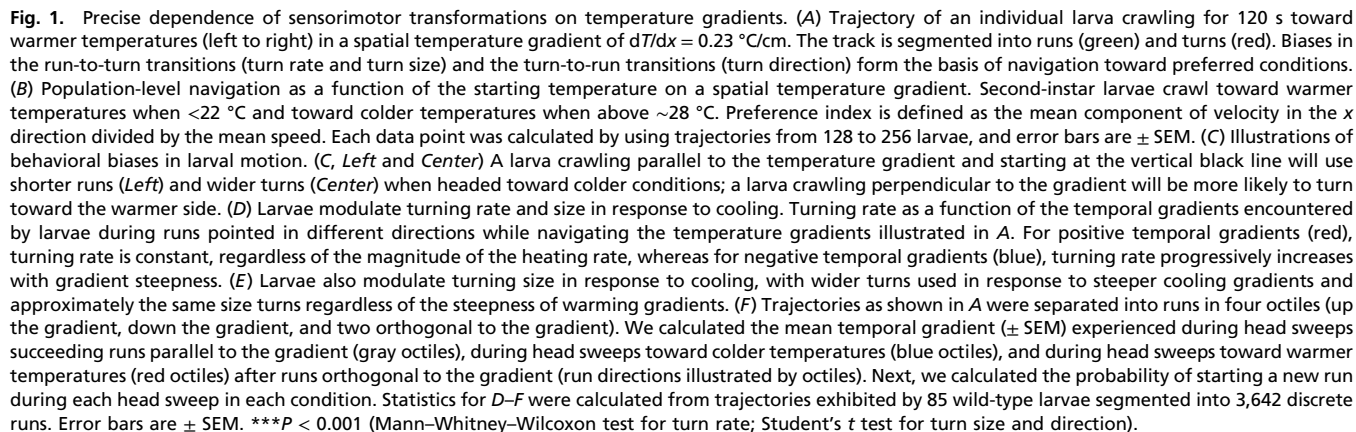 Fig. 1. Precise dependence of sensorimotor transformations on temperature gradients. (A) Trajectory of an individual larva crawling for 120 s toward
warmer temperatures (left to right) in a spatial temperature gradient of dT/dx = 0.23 °C/cm. The track is segmented into runs (green) and turns (red). Biases in
the run-to-turn transitions (turn rate and turn size) and the turn-to-run transitions (turn direction) form the basis of navigation toward preferred conditions.
(B) Population-level navigation as a function of the starting temperature on a spatial temperature gradient. Second-instar larvae crawl toward warmer
temperatures when <22 °C and toward colder temperatures when above ~28 °C. Preference index is defined as the mean component of velocity in the x
direction divided by the mean speed. Each data point was calculated by using trajectories from 128 to 256 larvae, and error bars are ± SEM. (C) Illustrations of
behavioral biases in larval motion. (C, Left and Center) A larva crawling parallel to the temperature gradient and starting at the vertical black line will use
shorter runs (Left) and wider turns (Center) when headed toward colder conditions; a larva crawling perpendicular to the gradient will be more likely to turn
toward the warmer side. (D) Larvae modulate turning rate and size in response to cooling. Turning rate as a function of the temporal gradients encountered
by larvae during runs pointed in different directions while navigating the temperature gradients illustrated in A. For positive temporal gradients (red),
turning rate is constant, regardless of the magnitude of the heating rate, whereas for negative temporal gradients (blue), turning rate progressively increases
with gradient steepness. (E) Larvae also modulate turning size in response to cooling, with wider turns used in response to steeper cooling gradients and
approximately the same size turns regardless of the steepness of warming gradients. (F) Trajectories as shown in A were separated into runs in four octiles (up
the gradient, down the gradient, and two orthogonal to the gradient). We calculated the mean temporal gradient (± SEM) experienced during head sweeps
succeeding runs parallel to the gradient (gray octiles), during head sweeps toward colder temperatures (blue octiles), and during head sweeps toward warmer
temperatures (red octiles) after runs orthogonal to the gradient (run directions illustrated by octiles). Next, we calculated the probability of starting a new run
during each head sweep in each condition. Statistics for D–F were calculated from trajectories exhibited by 85 wild-type larvae segmented into 3,642 discrete
runs. Error bars are ± SEM. ***P < 0.001 (Mann–Whitney–Wilcoxon test for turn rate; Student's t test for turn size and direction).